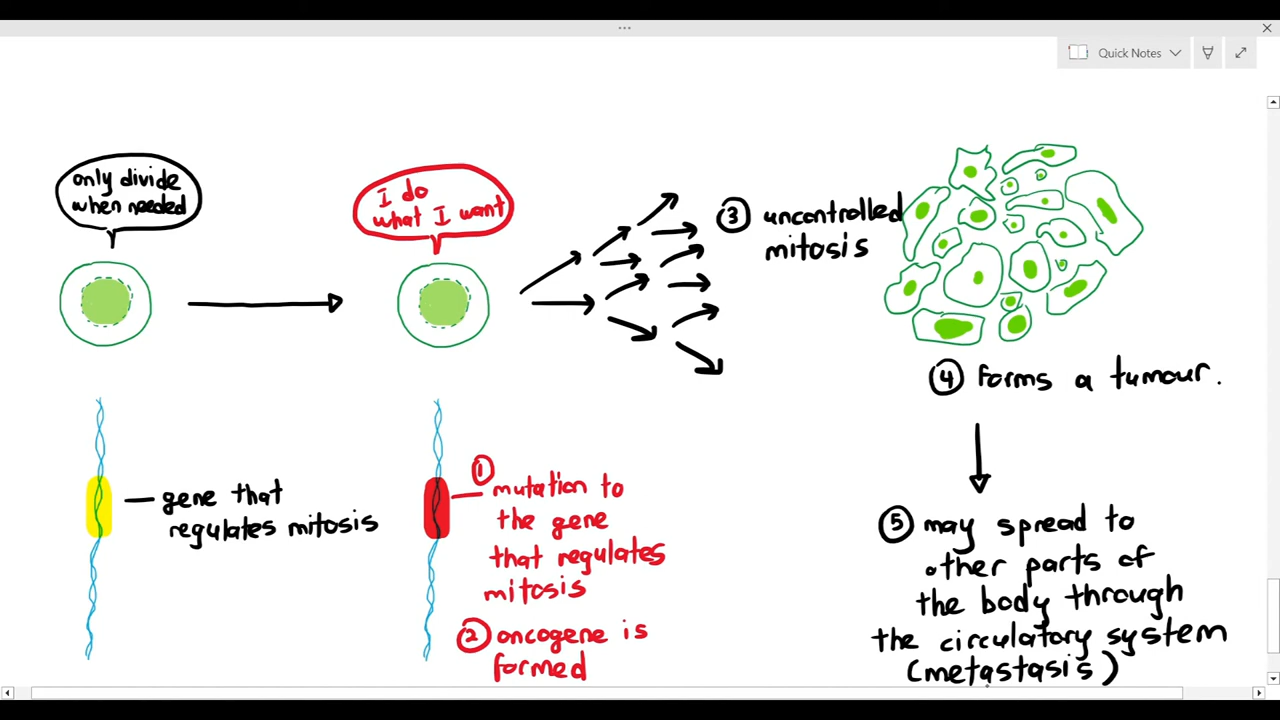 Quick Notes
only divide
when needed
I do
what I want
③ uncontrolled
mitosis
④ forms a tumour.
gene that
regulates mitosis
① mutation to
the gene
that regulates
mitosis
② oncogene is
formed
⑤ may spread to
other parts of
the body through
the circulatory system
(metastasis)